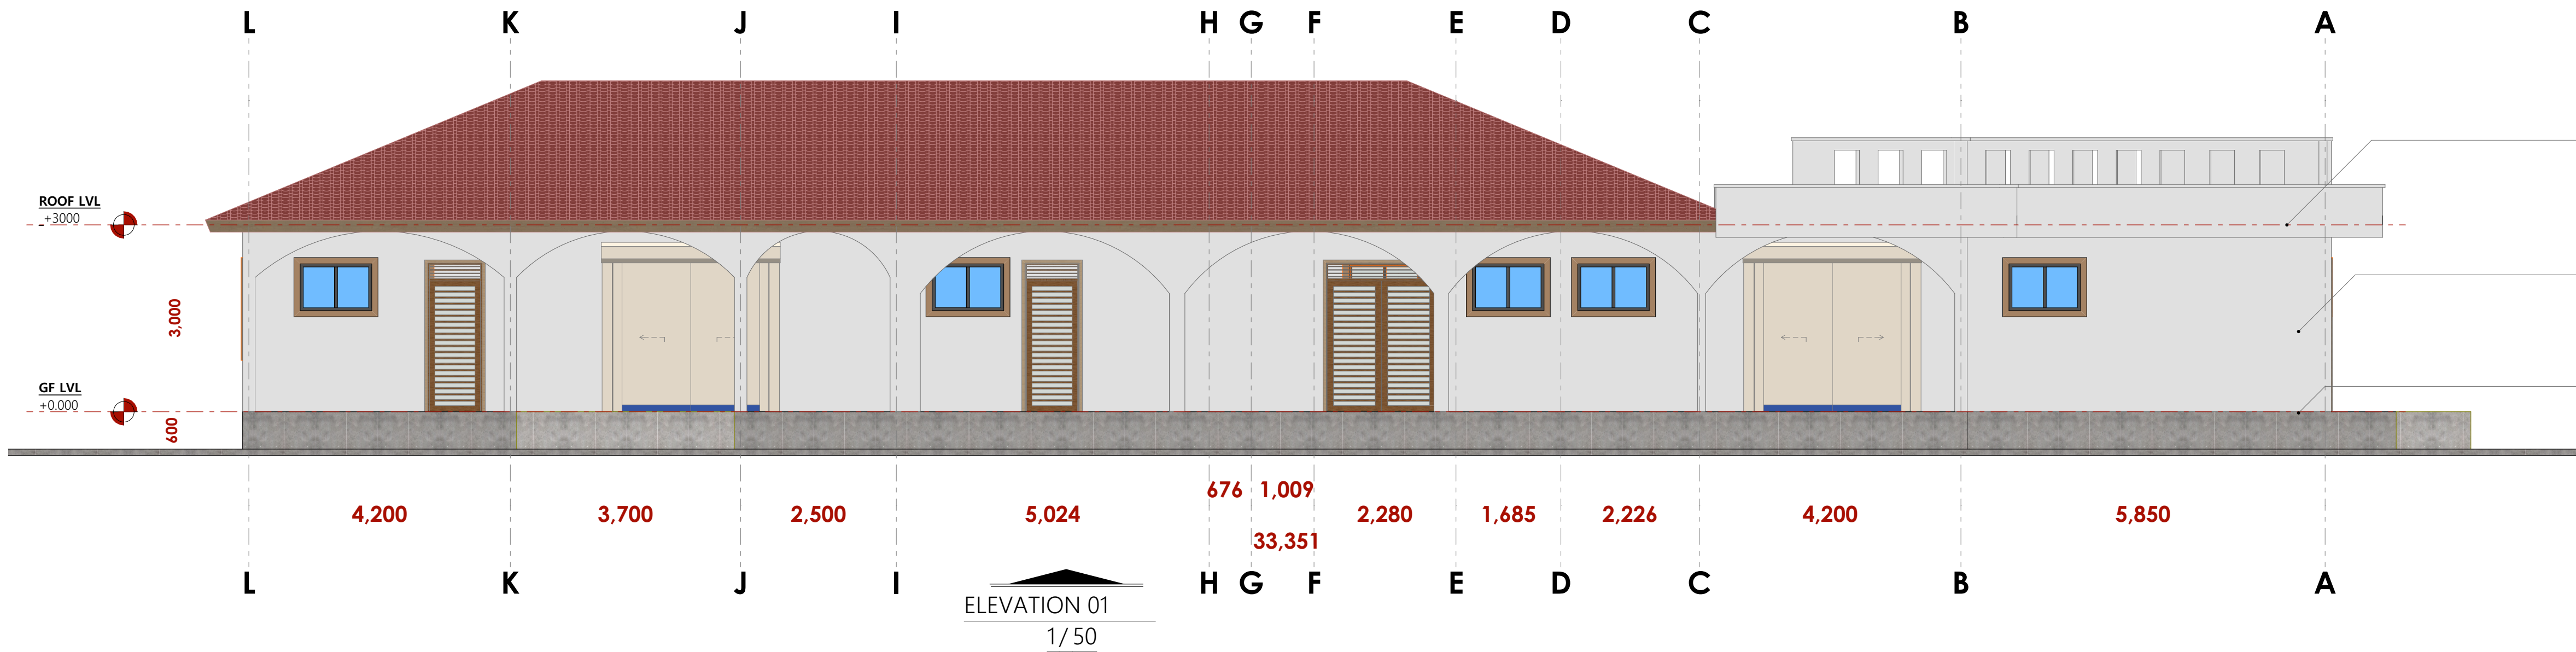 L K J I H G F E D C B A
ROOF LVL
+3000
3,000
GF LVL
+0.000
600
676 1,009
4,200 3,700 2,500 5,024 2,280 1,685 2,226 4,200 5,850
33,351
L K J I H G F E D C B A
ELEVATION 01
1/ 50